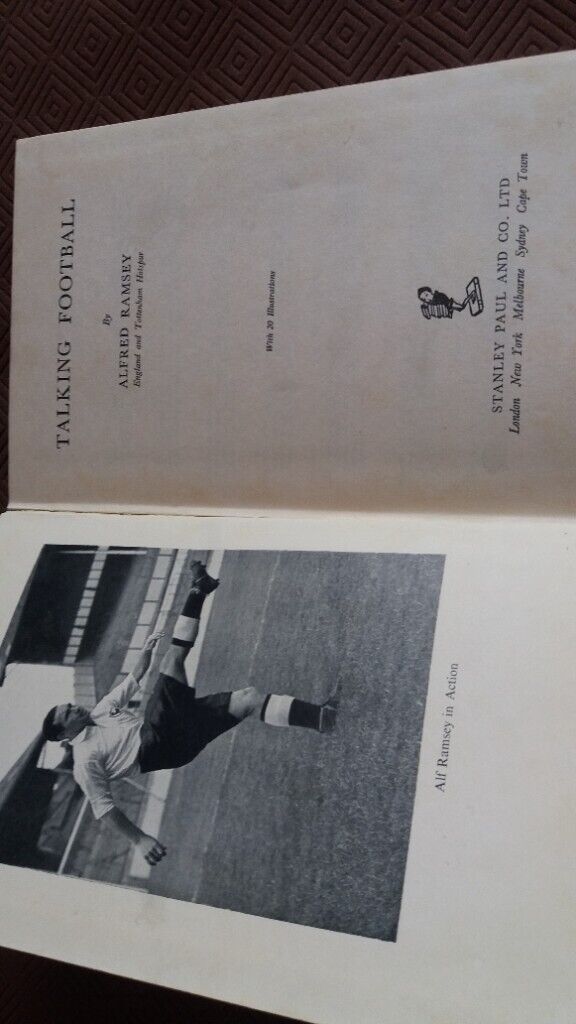 Alf Ramsey in Action
TALKING FOOTBALL
By
ALFRED RAMSEY
England and Tottenham Hotspur
With 20 Illustrations
STANLEY PAUL AND CO. LTD
London New York Melbourne Sydney Cape Town